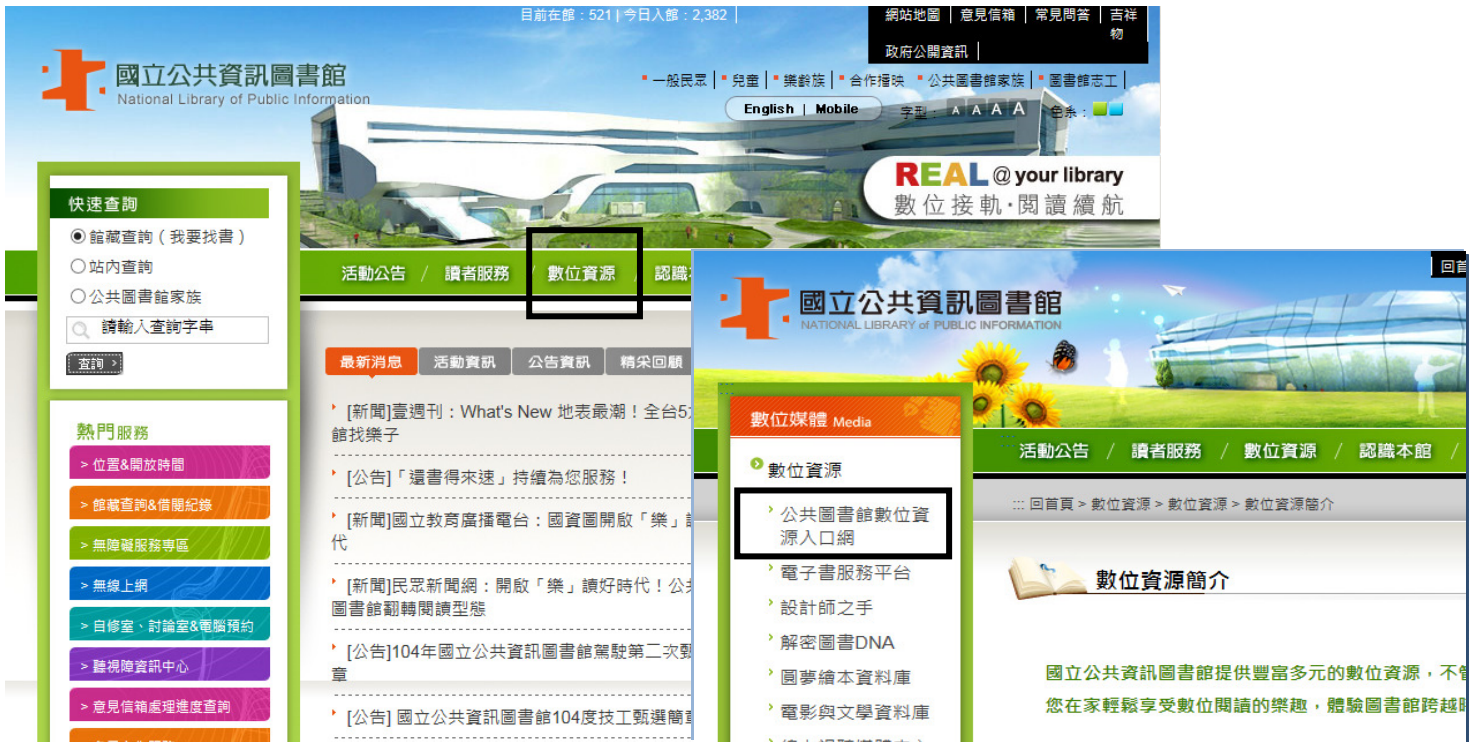 目前在館：521 | 今日入館：2,382
網站地圖 │ 意見信箱 │ 常見問答 │ 吉祥物
政府公開資訊
國立公共資訊圖書館
National Library of Public Information
一般民眾 │ 兒童 │ 樂齡族 │ 合作播映 公共圖書館家族 │ 圖書館志工 │
English | Mobile 字型： A A A A 色系：
REAL @ your library
數位接軌・閱讀續航
快速查詢
館藏查詢（我要找書）
站內查詢
公共圖書館家族
請輸入查詢字串
查詢 >
熱門服務
> 位置&開放時間
> 館藏查詢&借閱紀錄
> 無障礙服務專區
> 無線上網
> 自修室、討論室&電腦預約
> 聽視障資訊中心
> 意見信箱處理進度查詢
活動公告 / 讀者服務 / 數位資源 / 認識
最新消息 活動資訊 公告資訊 精采回顧
[新聞]壹週刊：What's New 地表最潮！全台5
館找樂子
[公告]「還書得來速」持續為您服務！
[新聞]國立教育廣播電台：國資圖開啟「樂」
代
[新聞]民眾新聞網：開啟「樂」讀好時代！公
圖書館翻轉閱讀型態
[公告]104年國立公共資訊圖書館駕駛第二次甄
章
[公告] 國立公共資訊圖書館104度技工甄選簡
回首
國立公共資訊圖書館
NATIONAL LIBRARY of PUBLIC INFORMATION
數位媒體 Media
數位資源
公共圖書館數位資
源入口網
電子書服務平台
設計師之手
解密圖書DNA
圓夢繪本資料庫
電影與文學資料庫
活動公告 / 讀者服務 / 數位資源 / 認識本館 /
::: 回首頁 > 數位資源 > 數位資源 > 數位資源簡介
數位資源簡介
國立公共資訊圖書館提供豐富多元的數位資源，不
您在家輕鬆享受數位閱讀的樂趣，體驗圖書館跨越